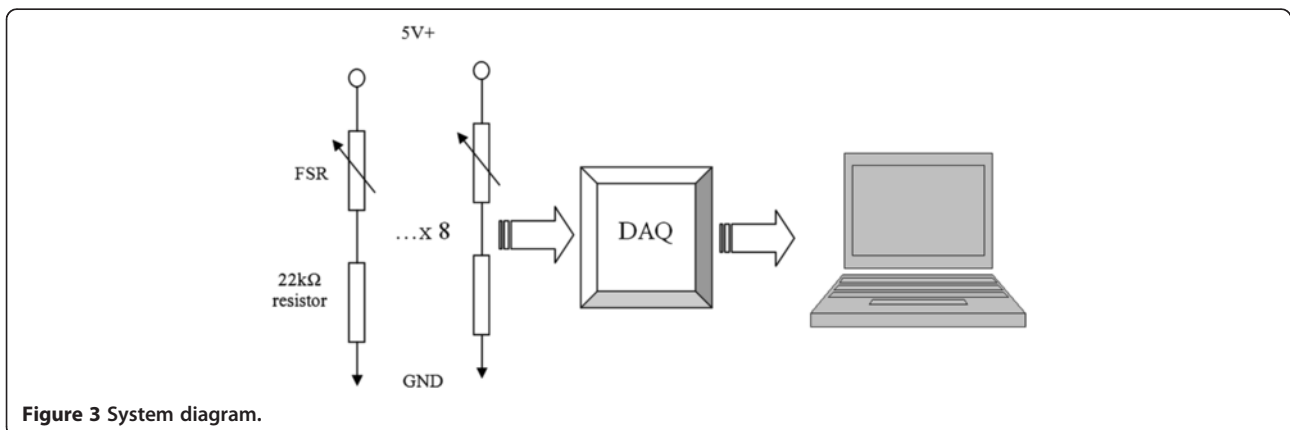 5V+
FSR
...x 8
DAQ
22kΩ
resistor
GND
Figure 3 System diagram.